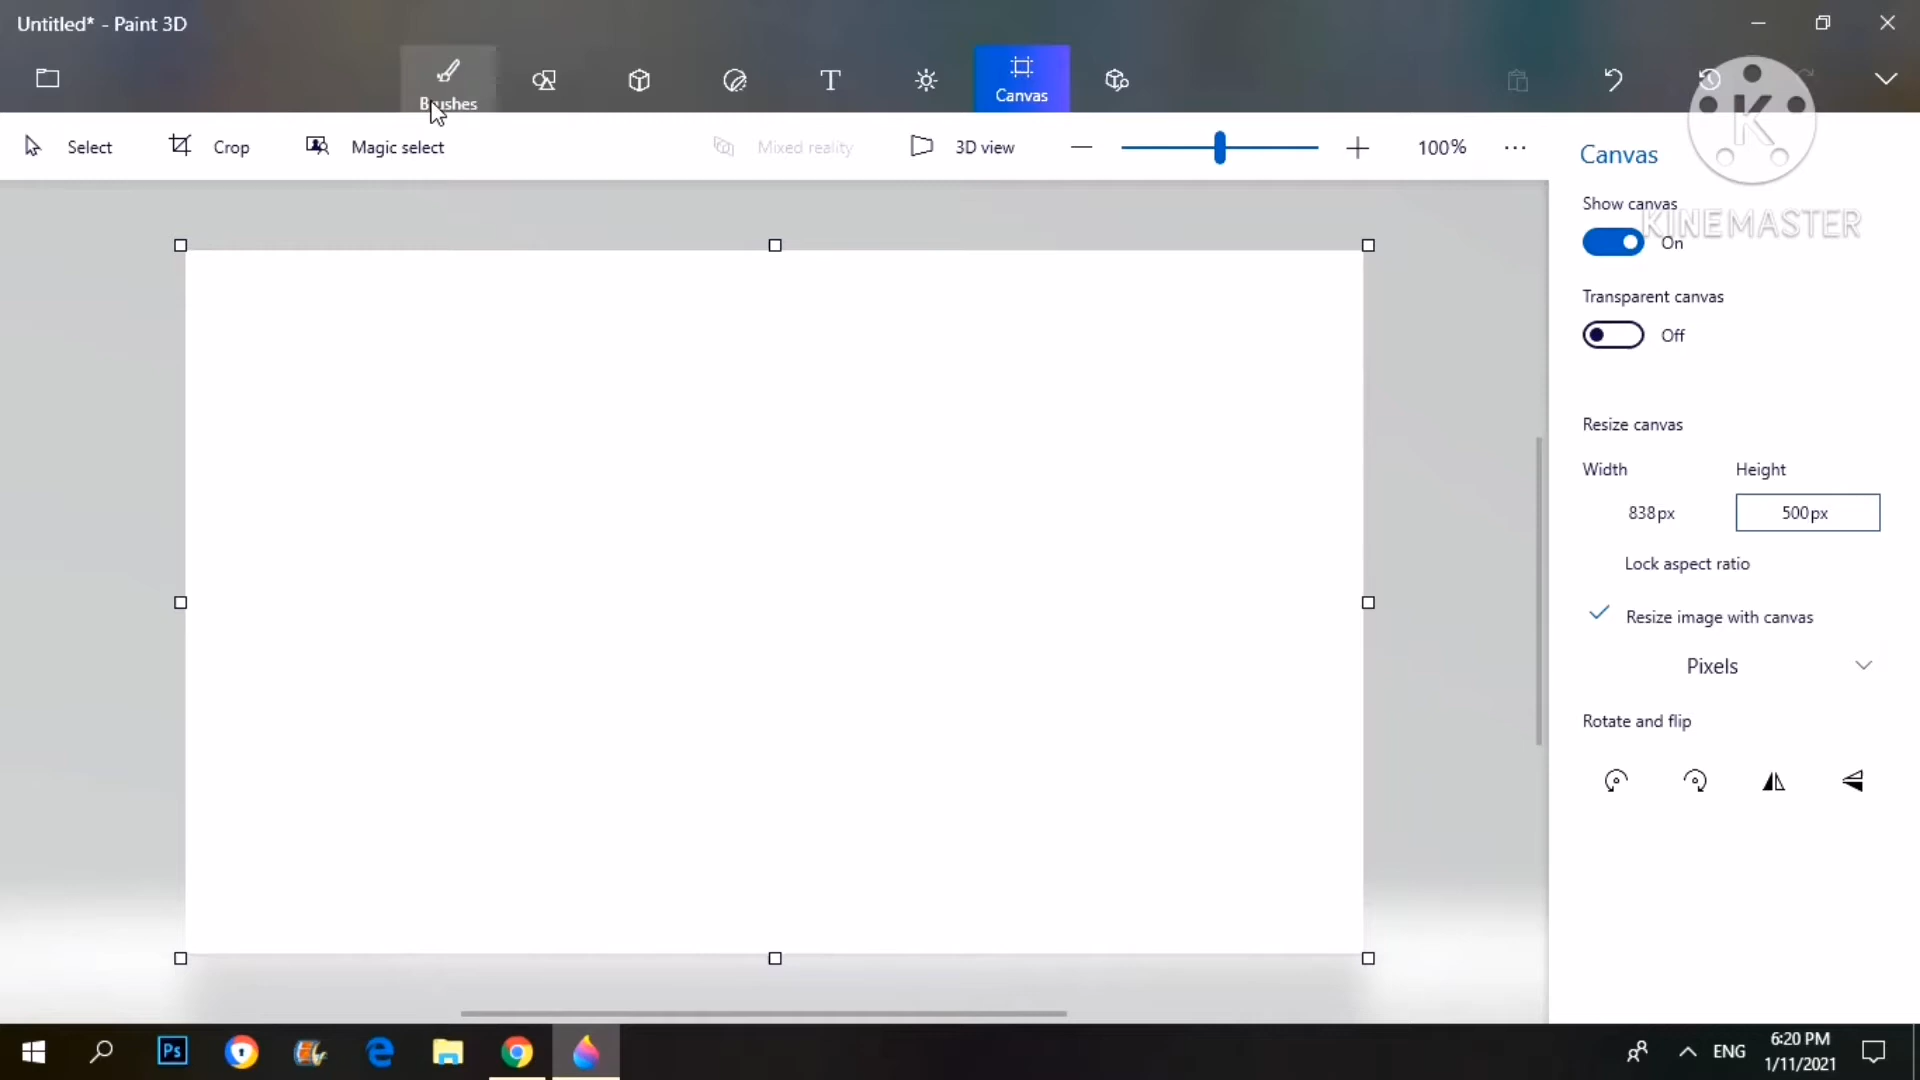 Untitled* - Paint 3D
Brushes
Canvas
Select
Crop
Magic select
Mixed reality
3D view
100%
Canvas
K
KINEMASTER
Show canvas
On
Transparent canvas
Off
Resize canvas
Width
Height
838px
500px
Lock aspect ratio
Resize image with canvas
Pixels
Rotate and flip
Ps
ENG
6:20 PM
1/11/2021